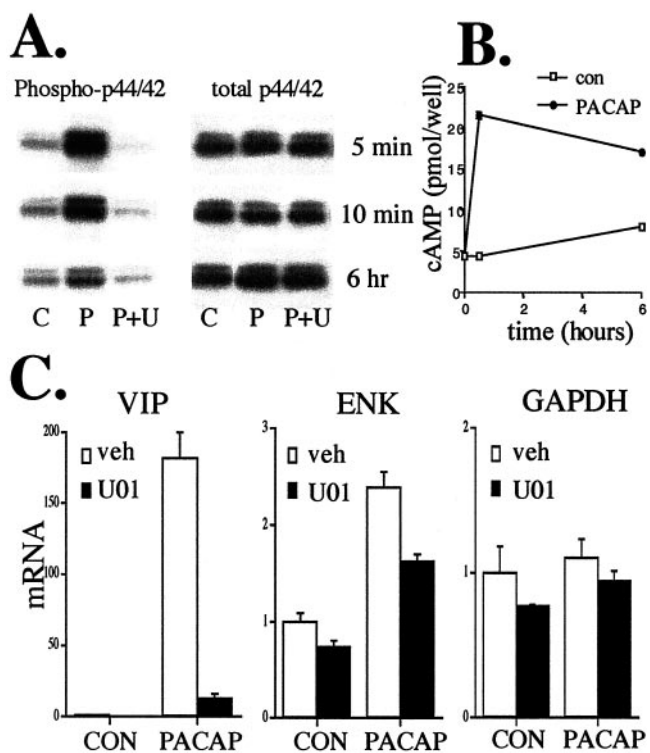 A.
Phospho-p44/42 total p44/42
5 min
10 min
6 hr
C P P+U C P P+U
B.
con
PACAP
cAMP (pmol/well)
25
20
15
10
5
0
0 2 4 6
time (hours)
C.
VIP
veh
U01
mRNA
200
150
100
50
0
CON PACAP
ENK
veh
U01
3
2
1
0
CON PACAP
GAPDH
veh
U01
2
1
0
CON PACAP